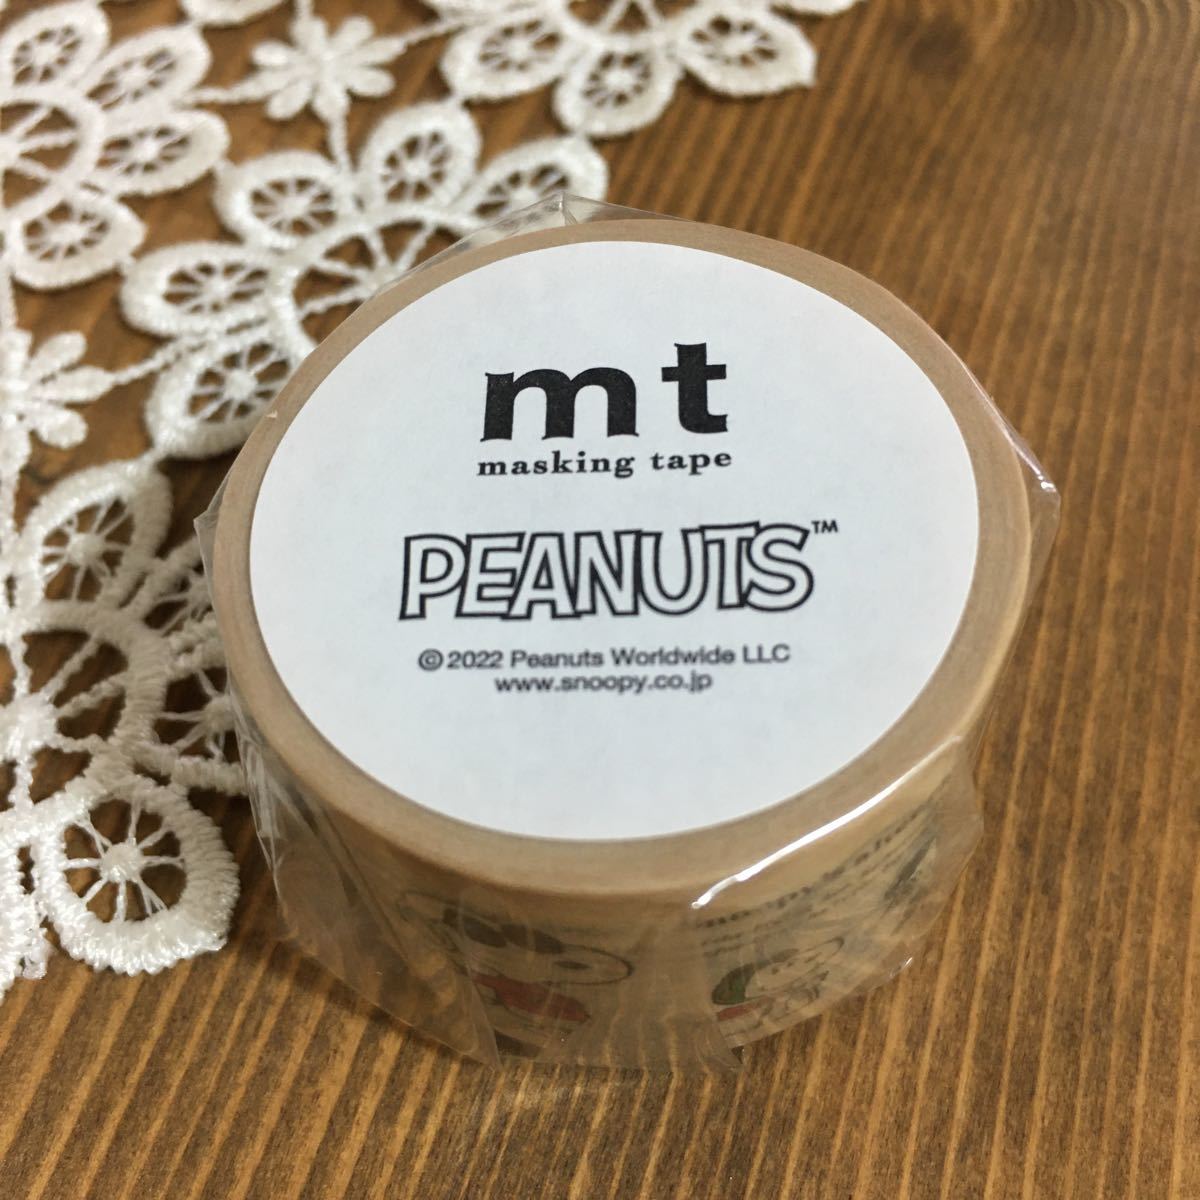 mt
masking tape
PEANUTS™
©2022 Peanuts Worldwide LLC
www.snoopy.co.jp